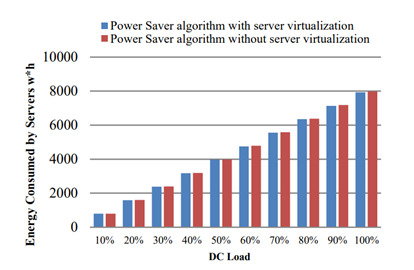 Power Saver algorithm with server virtualization
Power Saver algorithm without server virtualization
Energy Consumed by Servers w*h
10000
8000
6000
4000
2000
0
10% 20% 30% 40% 50% 60% 70% 80% 90% 100%
DC Load